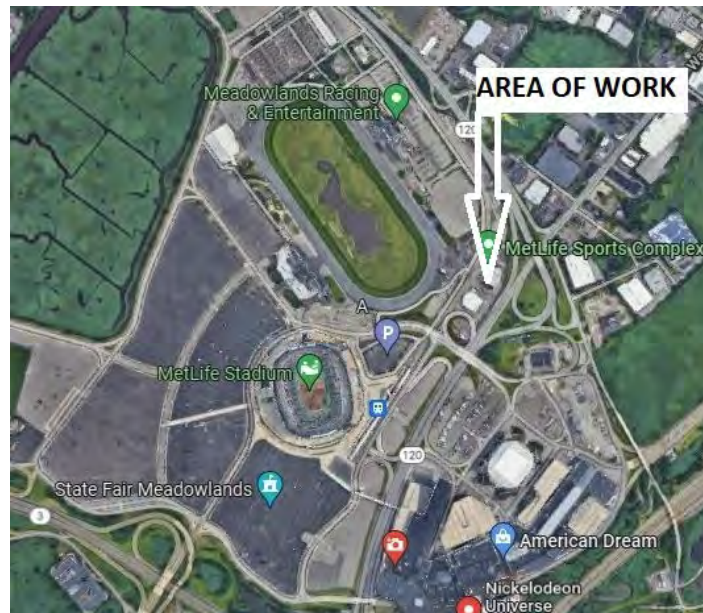 AREA OF WORK
Meadowlands Racing
& Entertainment
120
MetLife Sports Complex
A
P
MetLife Stadium
120
State Fair Meadowlands
3
American Dream
Nickelodeon
Universe